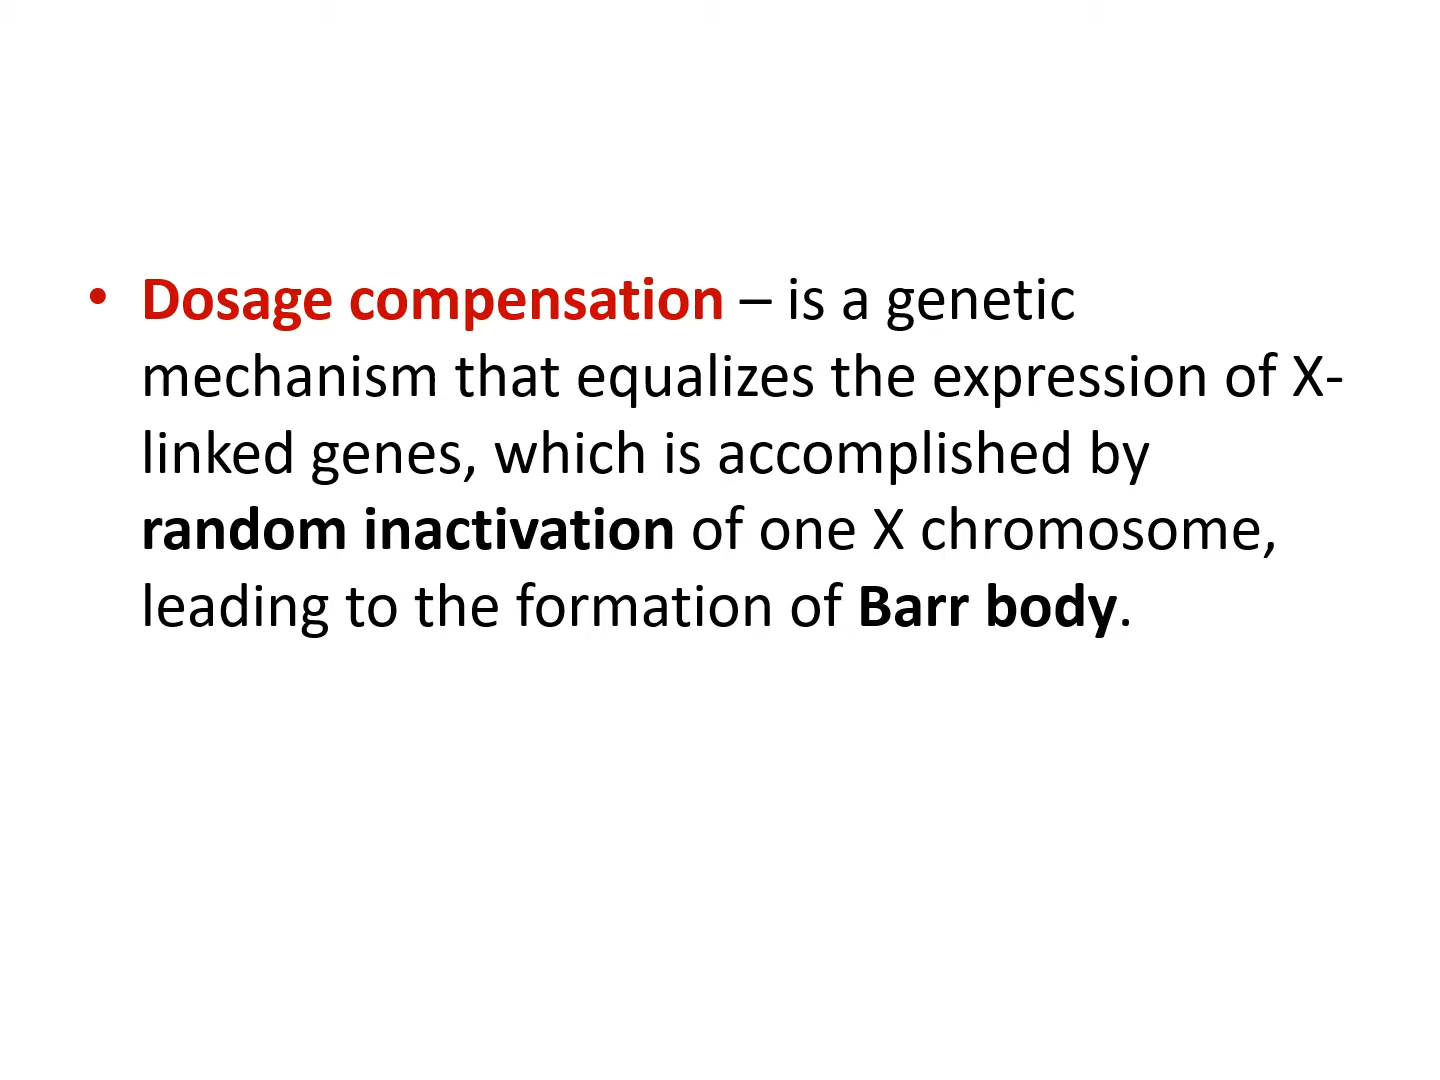 • Dosage compensation – is a genetic
mechanism that equalizes the expression of X-
linked genes, which is accomplished by
random inactivation of one X chromosome,
leading to the formation of Barr body.